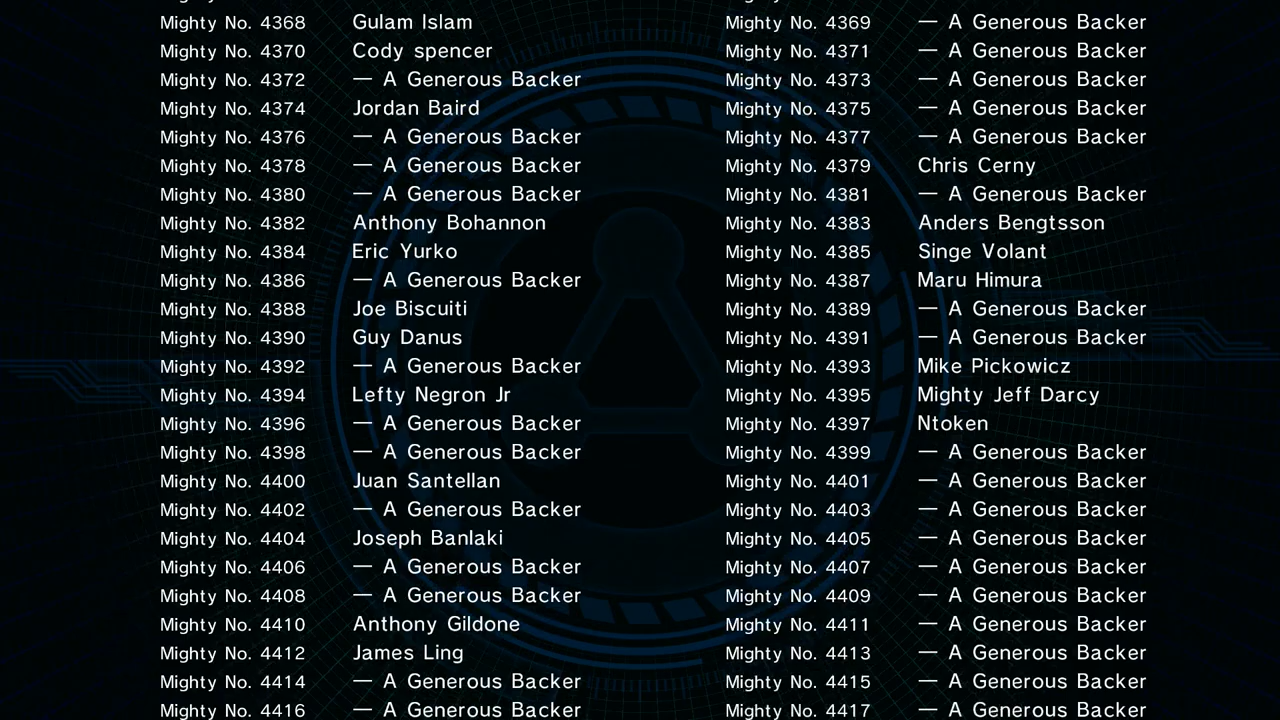 Mighty No. 4368 Gulam Islam Mighty No. 4369 — A Generous Backer
Mighty No. 4370 Cody spencer Mighty No. 4371 — A Generous Backer
Mighty No. 4372 — A Generous Backer Mighty No. 4373 — A Generous Backer
Mighty No. 4374 Jordan Baird Mighty No. 4375 — A Generous Backer
Mighty No. 4376 — A Generous Backer Mighty No. 4377 — A Generous Backer
Mighty No. 4378 — A Generous Backer Mighty No. 4379 Chris Cerny
Mighty No. 4380 — A Generous Backer Mighty No. 4381 — A Generous Backer
Mighty No. 4382 Anthony Bohannon Mighty No. 4383 Anders Bengtsson
Mighty No. 4384 Eric Yurko Mighty No. 4385 Singe Volant
Mighty No. 4386 — A Generous Backer Mighty No. 4387 Maru Himura
Mighty No. 4388 Joe Biscuiti Mighty No. 4389 — A Generous Backer
Mighty No. 4390 Guy Danus Mighty No. 4391 — A Generous Backer
Mighty No. 4392 — A Generous Backer Mighty No. 4393 Mike Pickowicz
Mighty No. 4394 Lefty Negron Jr Mighty No. 4395 Mighty Jeff Darcy
Mighty No. 4396 — A Generous Backer Mighty No. 4397 Ntoken
Mighty No. 4398 — A Generous Backer Mighty No. 4399 — A Generous Backer
Mighty No. 4400 Juan Santellan Mighty No. 4401 — A Generous Backer
Mighty No. 4402 — A Generous Backer Mighty No. 4403 — A Generous Backer
Mighty No. 4404 Joseph Banlaki Mighty No. 4405 — A Generous Backer
Mighty No. 4406 — A Generous Backer Mighty No. 4407 — A Generous Backer
Mighty No. 4408 — A Generous Backer Mighty No. 4409 — A Generous Backer
Mighty No. 4410 Anthony Gildone Mighty No. 4411 — A Generous Backer
Mighty No. 4412 James Ling Mighty No. 4413 — A Generous Backer
Mighty No. 4414 — A Generous Backer Mighty No. 4415 — A Generous Backer
Mighty No. 4416 — A Generous Backer Mighty No. 4417 — A Generous Backer